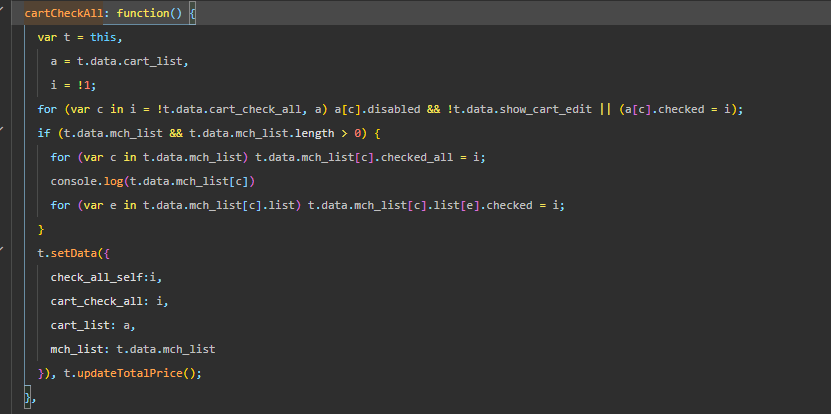 cartCheckAll: function() {
var t = this,
a = t.data.cart_list,
i = !1;
for (var c in i = !t.data.cart_check_all, a) a[c].disabled && !t.data.show_cart_edit || (a[c].checked = i);
if (t.data.mch_list && t.data.mch_list.length > 0) {
for (var c in t.data.mch_list) t.data.mch_list[c].checked_all = i;
console.log(t.data.mch_list[c])
for (var e in t.data.mch_list[c].list) t.data.mch_list[c].list[e].checked = i;
}
t.setData({
check_all_self:i,
cart_check_all: i,
cart_list: a,
mch_list: t.data.mch_list
}), t.updateTotalPrice();
},